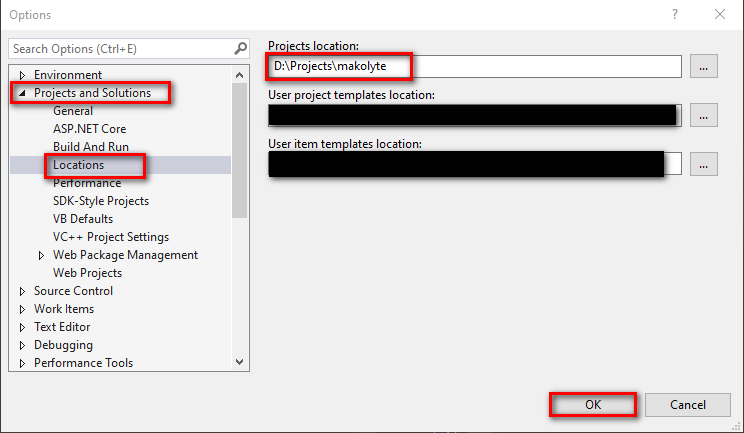 Options
? ×
Search Options (Ctrl+E)
Environment
Projects and Solutions
General
ASP.NET Core
Build And Run
Locations
Performance
SDK-Style Projects
VB Defaults
VC++ Project Settings
Web Package Management
Web Projects
Source Control
Work Items
Text Editor
Debugging
Performance Tools
Projects location:
D:\Projects\makolyte
...
User project templates location:
...
User item templates location:
...
OK
Cancel